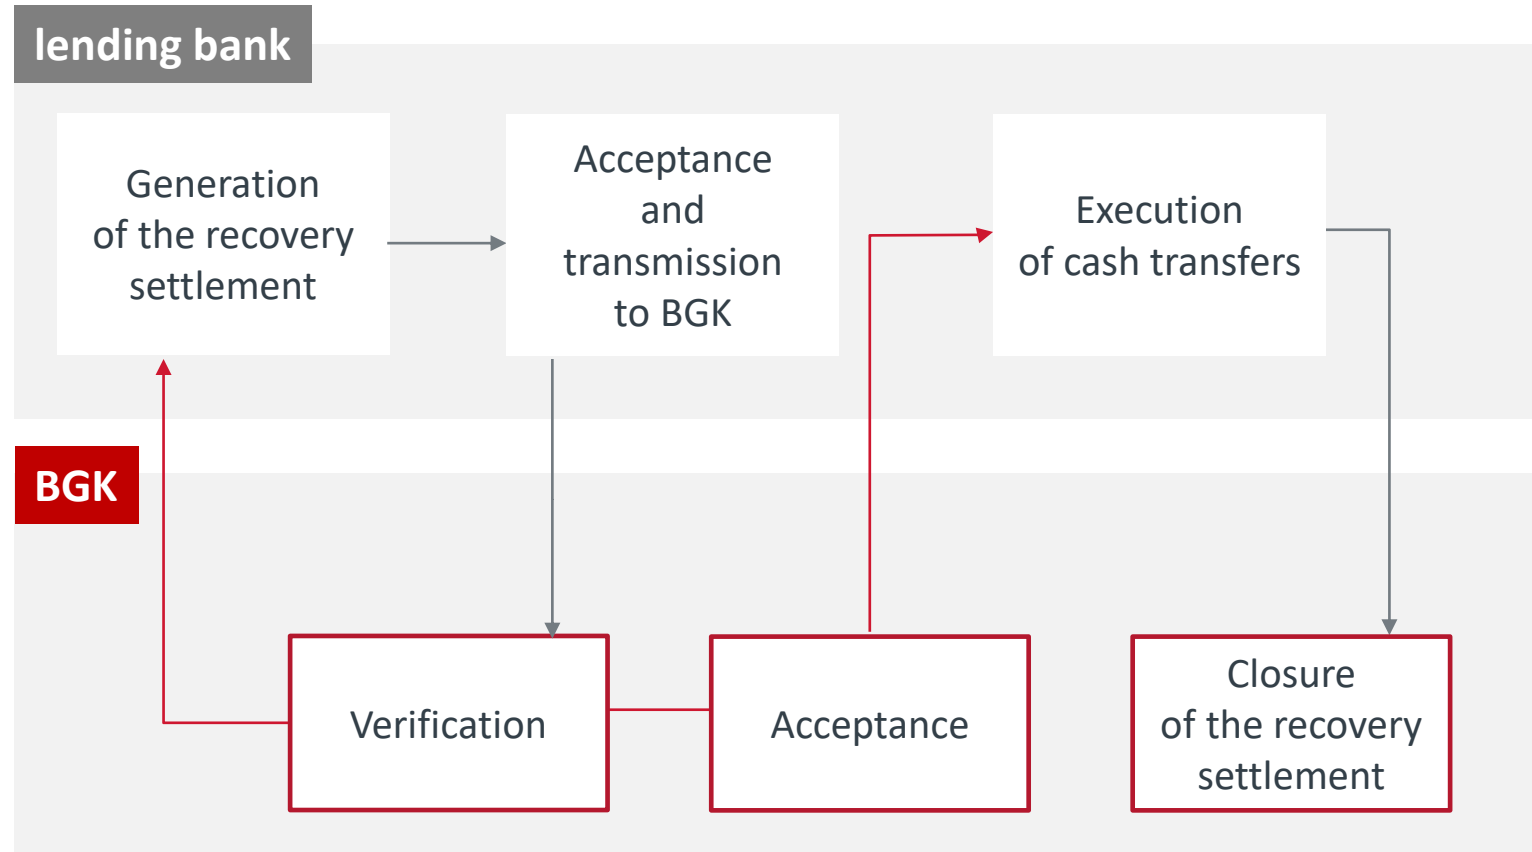 lending bank
Generation
of the recovery
settlement
Acceptance
and
transmission
to BGK
Execution
of cash transfers
BGK
Verification
Acceptance
Closure
of the recovery
settlement